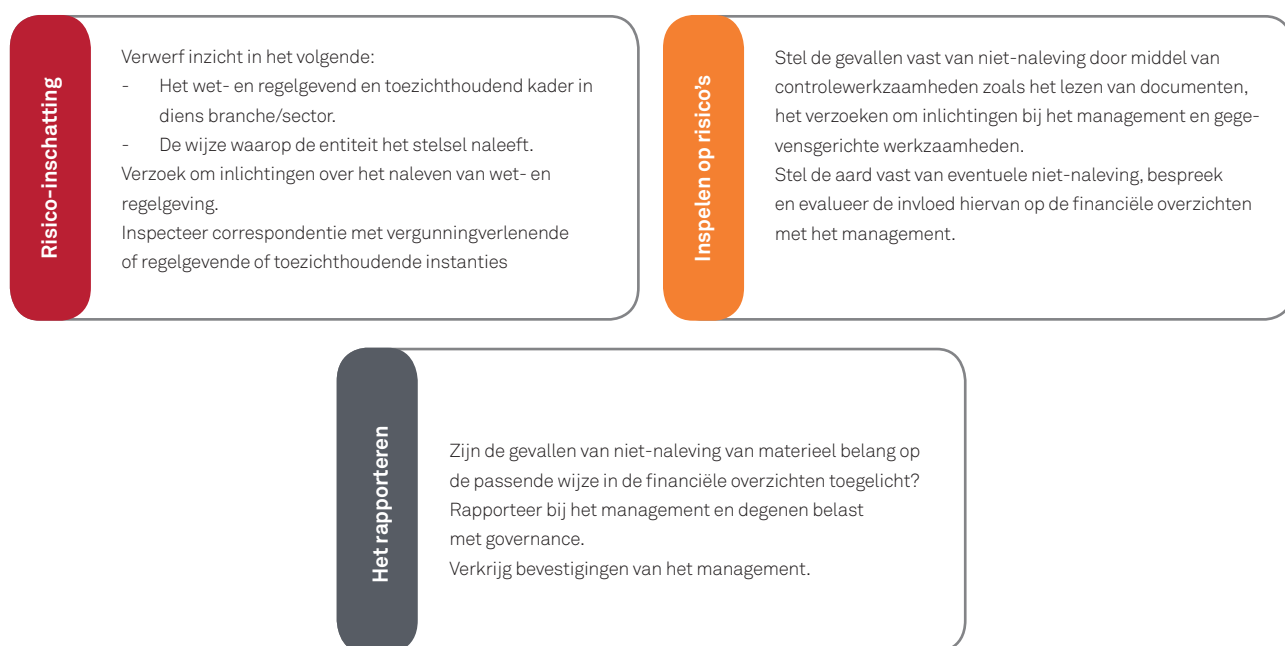 Risico-inschatting
Verwerf inzicht in het volgende:
- Het wet- en regelgevend en toezichthoudend kader in
diens branche/sector.
- De wijze waarop de entiteit het stelsel naleeft.
Verzoek om inlichtingen over het naleven van wet- en
regelgeving.
Inspecteer correspondentie met vergunningverlenende
of regelgevende of toezichthoudende instanties
Inspelen op risico's
Stel de gevallen vast van niet-naleving door middel van
controlewerkzaamheden zoals het lezen van documenten,
het verzoeken om inlichtingen bij het management en gege-
vensgerichte werkzaamheden.
Stel de aard vast van eventuele niet-naleving, bespreek
en evalueer de invloed hiervan op de financiële overzichten
met het management.
Het rapporteren
Zijn de gevallen van niet-naleving van materieel belang op
de passende wijze in de financiële overzichten toegelicht?
Rapporteer bij het management en degenen belast
met governance.
Verkrijg bevestigingen van het management.